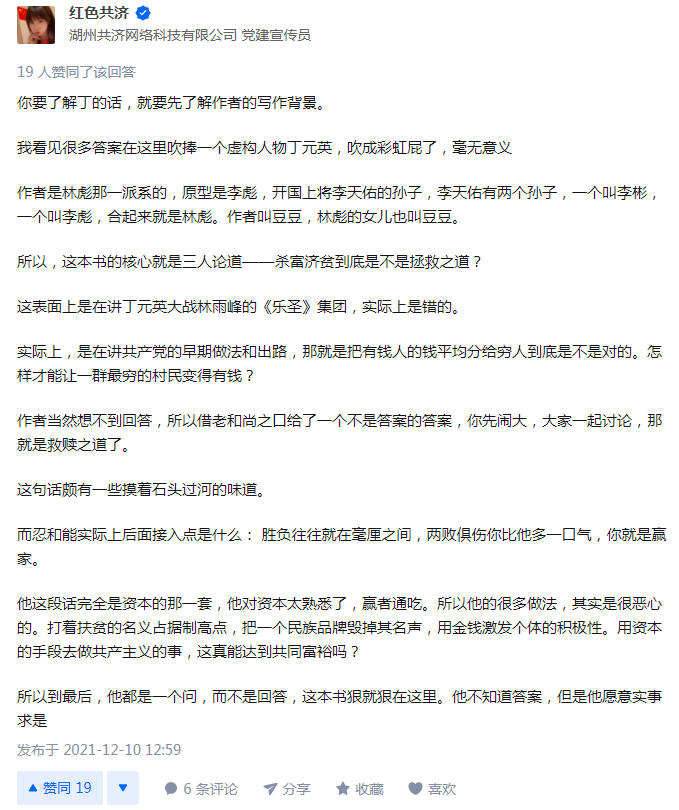 红色共济
湖州共济网络科技有限公司 党建宣传员
19 人赞同了该回答
你要了解丁的话，就要先了解作者的写作背景。
我看见很多答案在这里吹捧一个虚构人物丁元英，吹成彩虹屁了，毫无意义
作者是林彪那一派系的，原型是李彪，开国上将李天佑的孙子，李天佑有两个孙子，一个叫李彬，
一个叫李彪，合起来就是林彪。作者叫豆豆，林彪的女儿也叫豆豆。
所以，这本书的核心就是三人论道——杀富济贫到底是不是拯救之道？
这表面上是在讲丁元英大战林雨峰的《乐圣》集团，实际上是错的。
实际上，是在讲共产党的早期做法和出路，那就是把有钱人的钱平均分给穷人到底是不是对的。怎
样才能让一群最穷的村民变得有钱？
作者当然想不到回答，所以借老和尚之口给了一个不是答案的答案，你先闹大，大家一起讨论，那
就是救赎之道了。
这句话颇有一些摸着石头过河的味道。
而忍和能实际上后面接入点是什么： 胜负往往就在毫厘之间，两败俱伤你比他多一口气，你就是赢
家。
他这段话完全是资本的那一套，他对资本太熟悉了，赢者通吃。所以他的很多做法，其实是很恶心
的。打着扶贫的名义占据制高点，把一个民族品牌毁掉其名声，用金钱激发个体的积极性。用资本
的手段去做共产主义的事，这真能达到共同富裕吗？
所以到最后，他都是一个问，而不是回答，这本书狠就狠在这里。他不知道答案，但是他愿意实事
求是
发布于 2021-12-10 12:59
赞同 19
6 条评论
分享
收藏
喜欢